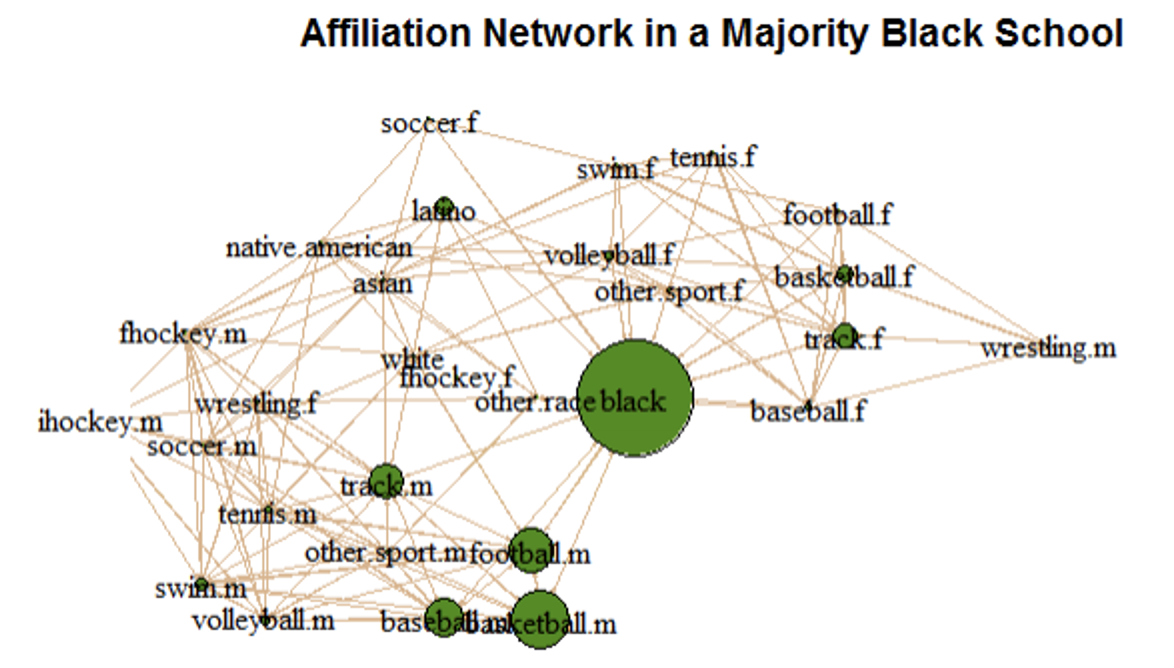 Affiliation Network in a Majority Black School
soccer.f
tennis.f
swim.f
latino
football.f
native.american
volleyball.f
basketball.f
asian
other.sport.f
fhockey.m
track.f
wrestling.m
white
fhockey.f
wrestling.f
other.race
black
baseball.f
ihockey.m
soccer.m
track.m
tennis.m
other.sport.m
football.m
swim.m
volleyball.m
baseball.m
basketball.m